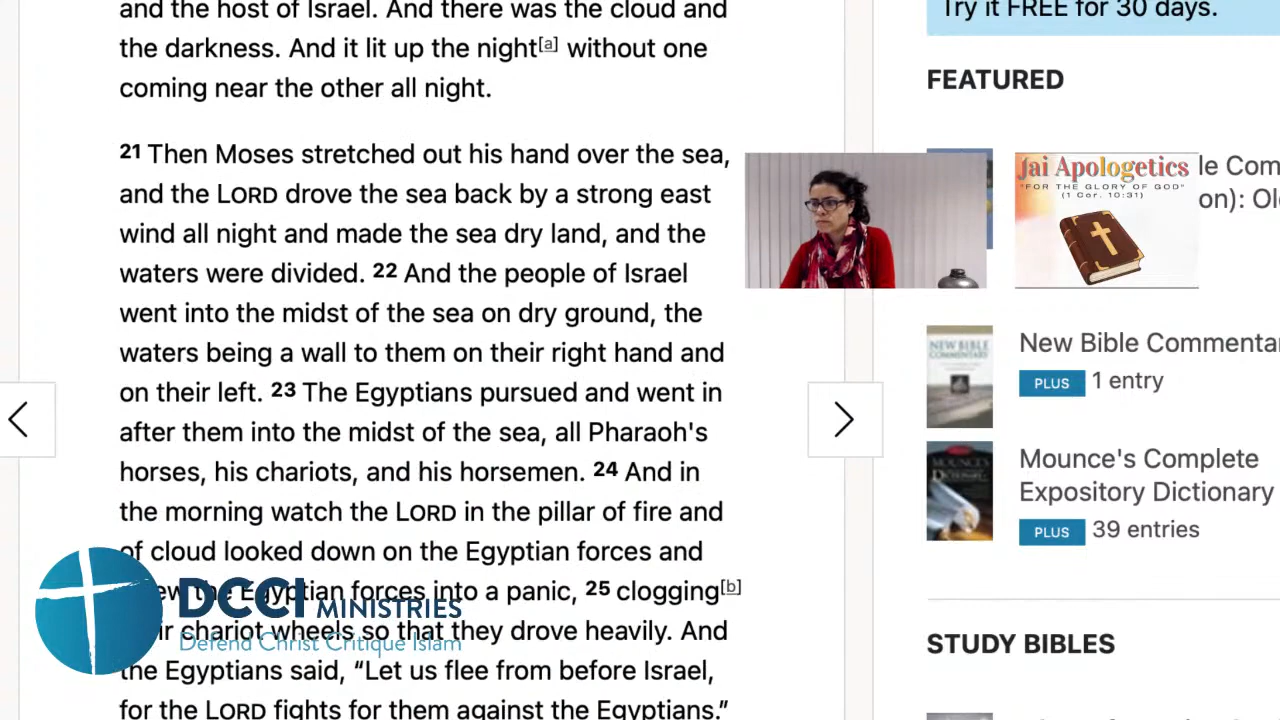 and the host of Israel. And there was the cloud and
the darkness. And it lit up the night[a] without one
coming near the other all night.
21 Then Moses stretched out his hand over the sea,
and the LORD drove the sea back by a strong east
wind all night and made the sea dry land, and the
waters were divided. 22 And the people of Israel
went into the midst of the sea on dry ground, the
waters being a wall to them on their right hand and
on their left. 23 The Egyptians pursued and went in
after them into the midst of the sea, all Pharaoh's
horses, his chariots, and his horsemen. 24 And in
the morning watch the LORD in the pillar of fire and
of cloud looked down on the Egyptian forces and
the Egyptian forces into a panic, 25 clogging[b]
chariot wheels so that they drove heavily. And
the Egyptians said, “Let us flee from before Israel,
for the LORD fights for them against the Egyptians.”
DCCI MINISTRIES
Defend Christ Critique Islam
Try it FREE for 30 days.
FEATURED
Jai Apologetics
"FOR THE GLORY OF GOD"
(1 Cor. 10:31)
New Bible
PLUS 1 entry
NEW BIBLE
COMMENTARY
Mounce's Complete
Expository Dictionary
PLUS 39 entries
MOUNCE'S
STUDY BIBLES